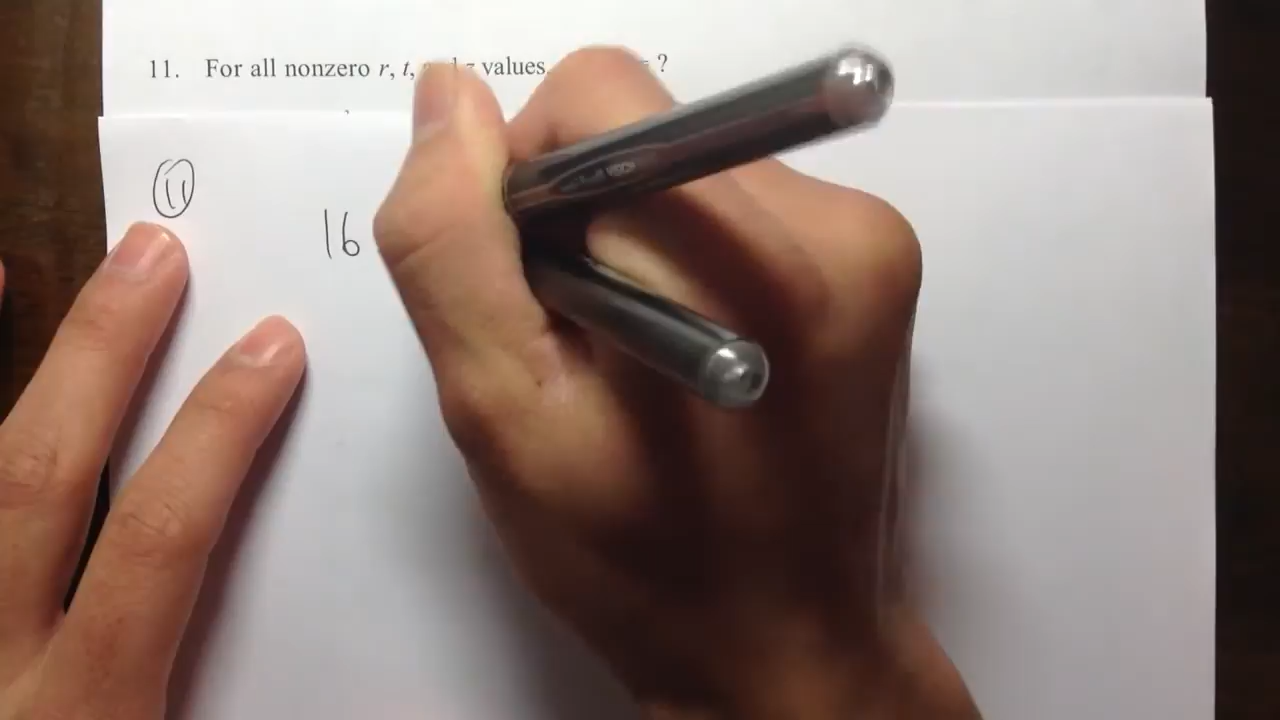 11. For all nonzero r, t, values, = ?
11
16